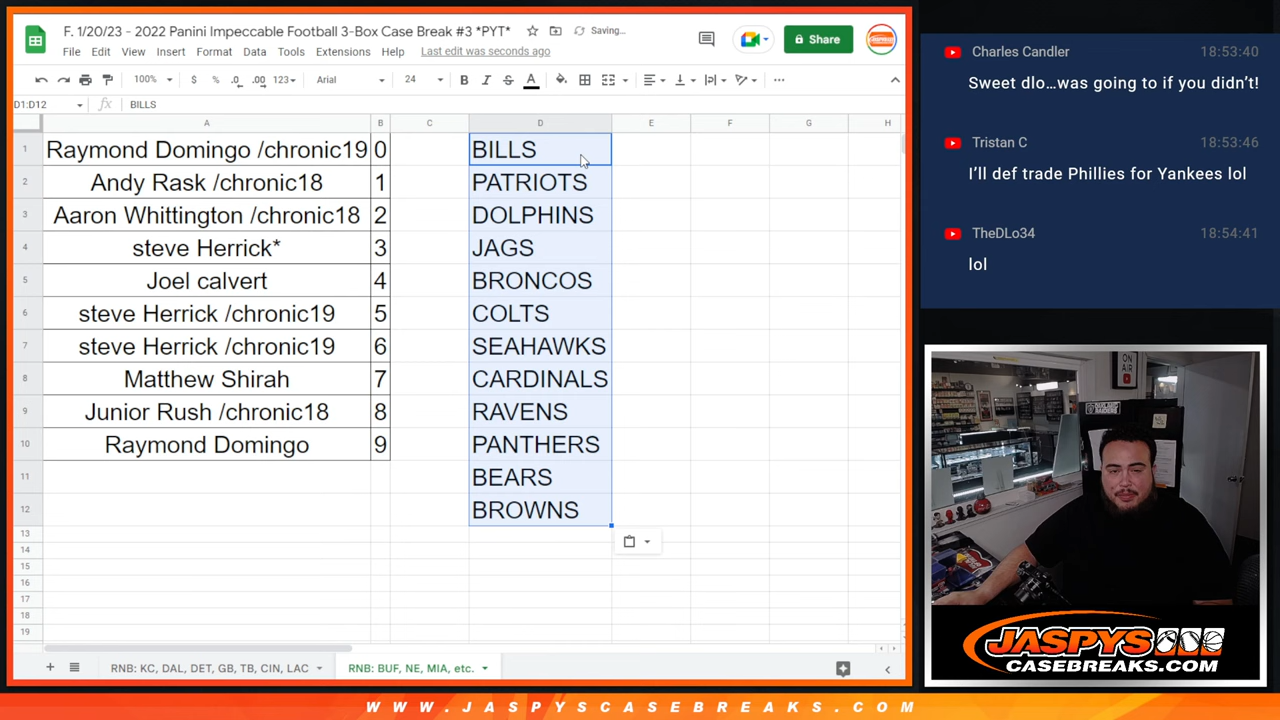 F. 1/20/23 - 2022 Panini Impeccable Football 3-Box Case Break #3 *PYT*
Saving...
Share
File Edit View Insert Format Data Tools Extensions Help Last edit was seconds ago
100% $ % .0 .00 123 Arial 24 B I S A
D1:D12 fx BILLS
A B C D E F G H
1 Raymond Domingo /chronic19 0 BILLS
2 Andy Rask /chronic18 1 PATRIOTS
3 Aaron Whittington /chronic18 2 DOLPHINS
4 steve Herrick* 3 JAGS
5 Joel calvert 4 BRONCOS
6 steve Herrick /chronic19 5 COLTS
7 steve Herrick /chronic19 6 SEAHAWKS
8 Matthew Shirah 7 CARDINALS
9 Junior Rush /chronic18 8 RAVENS
10 Raymond Domingo 9 PANTHERS
11 BEARS
12 BROWNS
13
14
15
16
17
18
19
RNB: KC, DAL, DET, GB, TB, CIN, LAC
RNB: BUF, NE, MIA, etc.
Charles Candler 18:53:40
Sweet dlo…was going to if you didn’t!
Tristan C 18:53:46
I’ll def trade Phillies for Yankees lol
TheDLo34 18:54:41
lol
ON AIR
JASPYS
CASEBREAKS.COM
WWW.JASPYSCASEBREAKS.COM